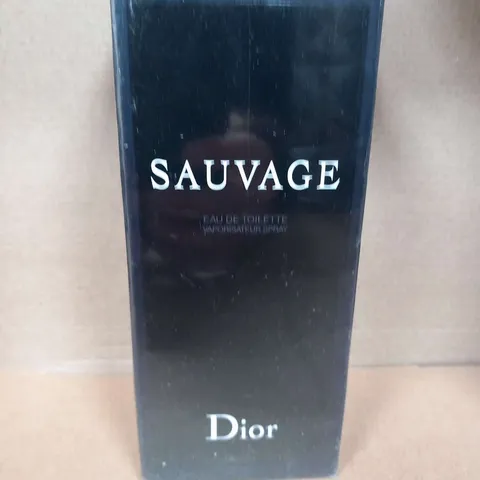 SAUVAGE
EAU DE TOILETTE
VAPORISATEUR SPRAY
Dior